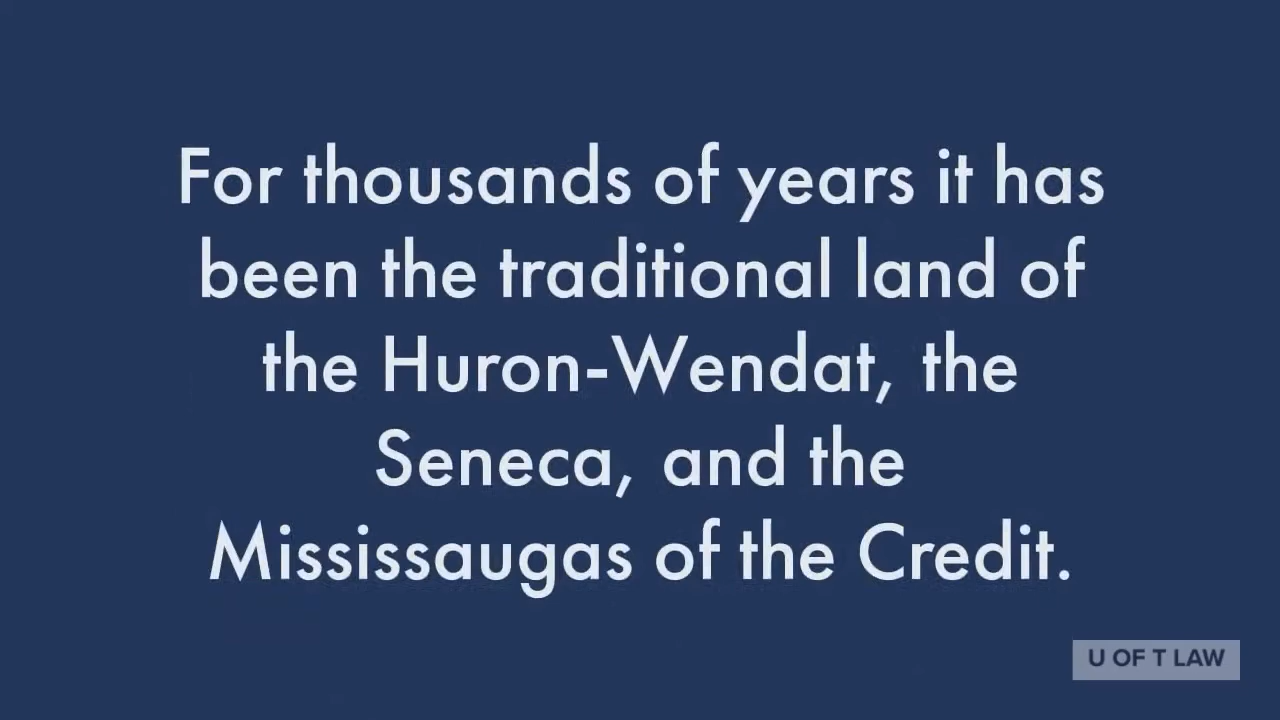 For thousands of years it has
been the traditional land of
the Huron-Wendat, the
Seneca, and the
Mississaugas of the Credit.
U OF T LAW